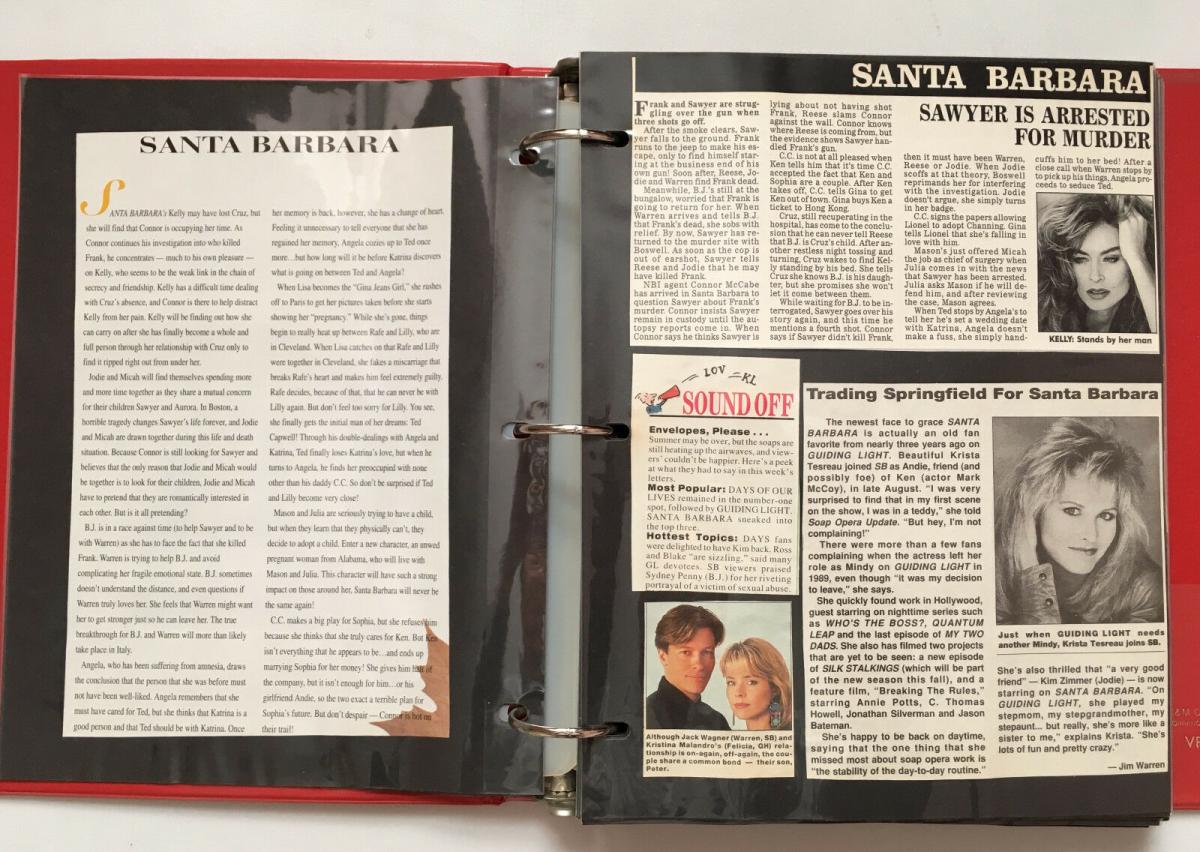 SANTA BARBARA
SANTA BARBARA's Kelly may have lost Cruz, but
she will find that Connor is occupying her time. As
Connor continues his investigation into who killed
Frank, he concentrates — much to his own pleasure —
on Kelly, who seems to be the weak link in the chain of
secrecy and friendship. Kelly has a difficult time dealing
with Cruz's absence, and Connor is there to help distract
Kelly from her pain. Kelly will be finding out how she
can carry on after she has finally become a whole and
full person through her relationship with Cruz only to
find it ripped right out from under her.
Jodie and Micah will find themselves spending more
and more time together as they share a mutual concern
for their children Sawyer and Aurora. In Boston, a
horrible tragedy changes Sawyer's life forever, and Jodie
and Micah are drawn together during this life and death
situation. Because Connor is still looking for Sawyer and
believes that the only reason that Jodie and Micah would
be together is to look for their children, Jodie and Micah
have to pretend that they are romantically interested in
each other. But is it all pretending?
B.J. is in a race against time (to help Sawyer and to be
with Warren) as she has to face the fact that she killed
Frank. Warren is trying to help B.J. and avoid
complicating her fragile emotional state. B.J. sometimes
doesn't understand the distance, and even questions if
Warren truly loves her. She feels that Warren might want
her to get stronger just so he can leave her. The true
breakthrough for B.J. and Warren will more than likely
take place in Italy.
Angela, who has been suffering from amnesia, draws
the conclusion that the person that she was before must
not have been well-liked. Angela remembers that she
must have cared for Ted, but she thinks that Katrina is a
good person and that Ted should be with Katrina. Once
her memory is back, however, she has a change of heart.
Feeling it unnecessary to tell everyone that she has
regained her memory, Angela cozies up to Ted once
more...but how long will it be before Katrina discovers
what is going on between Ted and Angela?
When Lisa becomes the "Gina Jeans Girl," she rushes
off to Paris to get her pictures taken before she starts
showing her "pregnancy." While she's gone, things
begin to really heat up between Rafe and Lilly, who are
in Cleveland. When Lisa catches on that Rafe and Lilly
were together in Cleveland, she fakes a miscarriage that
breaks Rafe's heart and makes him feel extremely guilty.
Rafe decides, because of that, that he can never be with
Lilly again. But don't feel too sorry for Lilly. You see,
she finally gets the initial man of her dreams: Ted
Capwell! Through his double-dealings with Angela and
Katrina, Ted finally loses Katrina's love, but when he
turns to Angela, he finds her preoccupied with none
other than his daddy C.C. So don't be surprised if Ted
and Lilly become very close!
Mason and Julia are seriously trying to have a child,
but when they learn that they physically can't, they
decide to adopt a child. Enter a new character, an unwed
pregnant woman from Alabama, who will live with
Mason and Julia. This character will have such a strong
impact on those around her, Santa Barbara will never be
the same again!
C.C. makes a big play for Sophia, but she refuses him
because she thinks that she truly cares for Ken. But Ken
isn't everything that he appears to be...and ends up
marrying Sophia for her money! She gives him half of
the company, but it isn't enough for him...or his
girlfriend Andie, so the two exact a terrible plan for
Sophia's future. But don't despair — Connor is hot on
their trail!
SANTA BARBARA
SAWYER IS ARRESTED
FOR MURDER
Frank and Sawyer are strug-
gling over the gun when
three shots go off.
After the smoke clears, Saw-
yer falls to the ground. Frank
runs to the jeep to make his es-
cape, only to find himself star-
ing at the business end of his
own gun! Soon after, Reese, Jo-
die and Warren find Frank dead.
Meanwhile, B.J.'s still at the
bungalow, worried that Frank is
going to return for her. When
Warren arrives and tells B.J.
that Frank's dead, she sobs with
relief. By now, Sawyer has re-
turned to the murder site with
Boswell. As soon as the cop is
out of earshot, Sawyer tells
Reese and Jodie that he may
have killed Frank.
NBI agent Connor McCabe
has arrived in Santa Barbara to
question Sawyer about Frank's
murder. Connor insists Sawyer
remain in custody until the au-
topsy reports come in. When
Connor says he thinks Sawyer is
lying about not having shot
Frank, Reese slams Connor
against the wall. Connor knows
where Reese is coming from, but
the evidence shows Sawyer han-
dled Frank's gun.
C.C. is not at all pleased when
Ken tells him that it's time C.C.
accepted the fact that Ken and
Sophia are a couple. After Ken
takes off, C.C. tells Gina to get
Ken out of town. Gina buys Ken a
ticket to Hong Kong.
Cruz, still recuperating in the
hospital, has come to the conclu-
sion that he can never tell Reese
that B.J. is Cruz's child. After an-
other restless night tossing and
turning, Cruz wakes to find Kel-
ly standing by his bed. She tells
Cruz she knows B.J. is his daugh-
ter, but she promises she won't
let it come between them.
While waiting for B.J. to be in-
terrogated, Sawyer goes over his
story again, and this time he
mentions a fourth shot. Connor
says if Sawyer didn't kill Frank,
then it must have been Warren,
Reese or Jodie. When Jodie
scoffs at that theory, Boswell
reprimands her for interfering
with the investigation. Jodie
doesn't argue, she simply turns
in her badge.
C.C. signs the papers allowing
Lionel to adopt Channing. Gina
tells Lionel that she's falling in
love with him.
Mason's just offered Micah
the job as chief of surgery when
Julia comes in with the news
that Sawyer has been arrested.
Julia asks Mason if he will de-
fend him, and after reviewing
the case, Mason agrees.
When Ted stops by Angela's to
tell her he's set a wedding date
with Katrina, Angela doesn't
make a fuss, she simply hand-
cuffs him to her bed! After a
close call when Warren stops by
to pick up his things, Angela pro-
ceeds to seduce Ted.
KELLY: Stands by her man
LOV
KL
SOUND OFF
Envelopes, Please . . .
Summer may be over, but the soaps are
still heating up the airwaves, and view-
ers' couldn't be happier. Here's a peek
at what they had to say in this week's
letters.
Most Popular: DAYS OF OUR
LIVES remained in the number-one
spot, followed by GUIDING LIGHT.
SANTA BARBARA sneaked into
the top three.
Hottest Topics: DAYS fans
were delighted to have Kim back. Ross
and Blake "are sizzling," said many
GL devotees. SB viewers praised
Sydney Penny (B.J.) for her riveting
portrayal of a victim of sexual abuse.
Although Jack Wagner (Warren, SB) and
Kristina Malandro's (Felicia, GH) rela-
tionship is on-again, off-again, the cou-
ple share a common bond — their son,
Peter.
Trading Springfield For Santa Barbara
The newest face to grace SANTA
BARBARA is actually an old fan
favorite from nearly three years ago on
GUIDING LIGHT. Beautiful Krista
Tesreau joined SB as Andie, friend (and
possibly foe) of Ken (actor Mark
McCoy), in late August. "I was very
surprised to find that in my first scene
on the show, I was in a teddy," she told
Soap Opera Update. "But hey, I'm not
complaining!"
There were more than a few fans
complaining when the actress left her
role as Mindy on GUIDING LIGHT in
1989, even though "it was my decision
to leave," she says.
She quickly found work in Hollywood,
guest starring on nighttime series such
as WHO'S THE BOSS?, QUANTUM
LEAP and the last episode of MY TWO
DADS. She also has filmed two projects
that are yet to be seen: a new episode
of SILK STALKINGS (which will be part
of the new season this fall), and a
feature film, "Breaking The Rules,"
starring Annie Potts, C. Thomas
Howell, Jonathan Silverman and Jason
Bateman.
She's happy to be back on daytime,
saying that the one thing that she
missed most about soap opera work is
"the stability of the day-to-day routine."
Just when GUIDING LIGHT needs
another Mindy, Krista Tesreau joins SB.
She's also thrilled that "a very good
friend" — Kim Zimmer (Jodie) — is now
starring on SANTA BARBARA. "On
GUIDING LIGHT, she played my
stepmom, my stepgrandmother, my
stepaunt... but really, she's more like a
sister to me," explains Krista. "She's
lots of fun and pretty crazy."
— Jim Warren